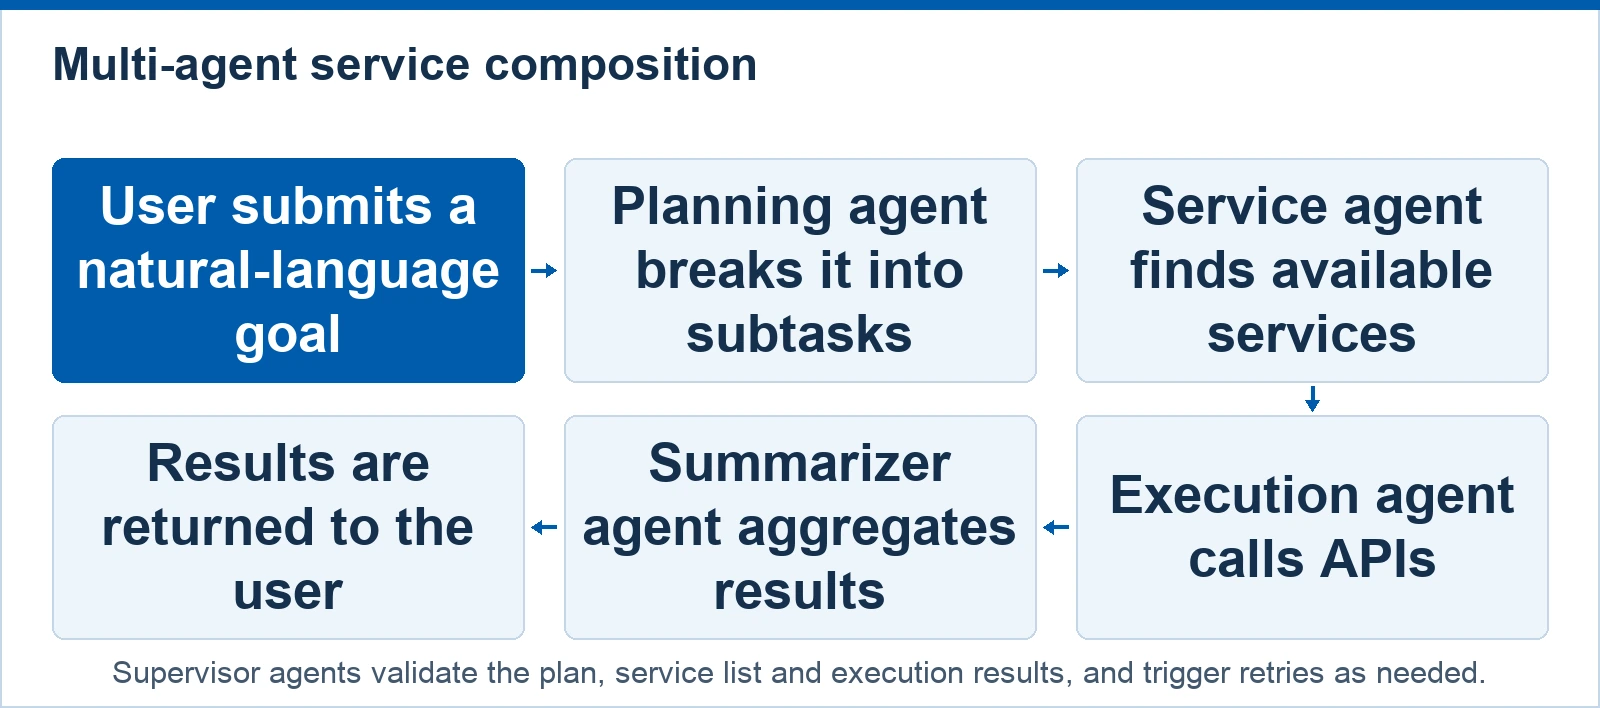 Multi-agent service composition
User submits a
natural-language
goal
Planning agent
breaks it into
subtasks
Service agent
finds available
services
Execution agent
calls APIs
Summarizer
agent aggregates
results
Results are
returned to the
user
Supervisor agents validate the plan, service list and execution results, and trigger retries as needed.